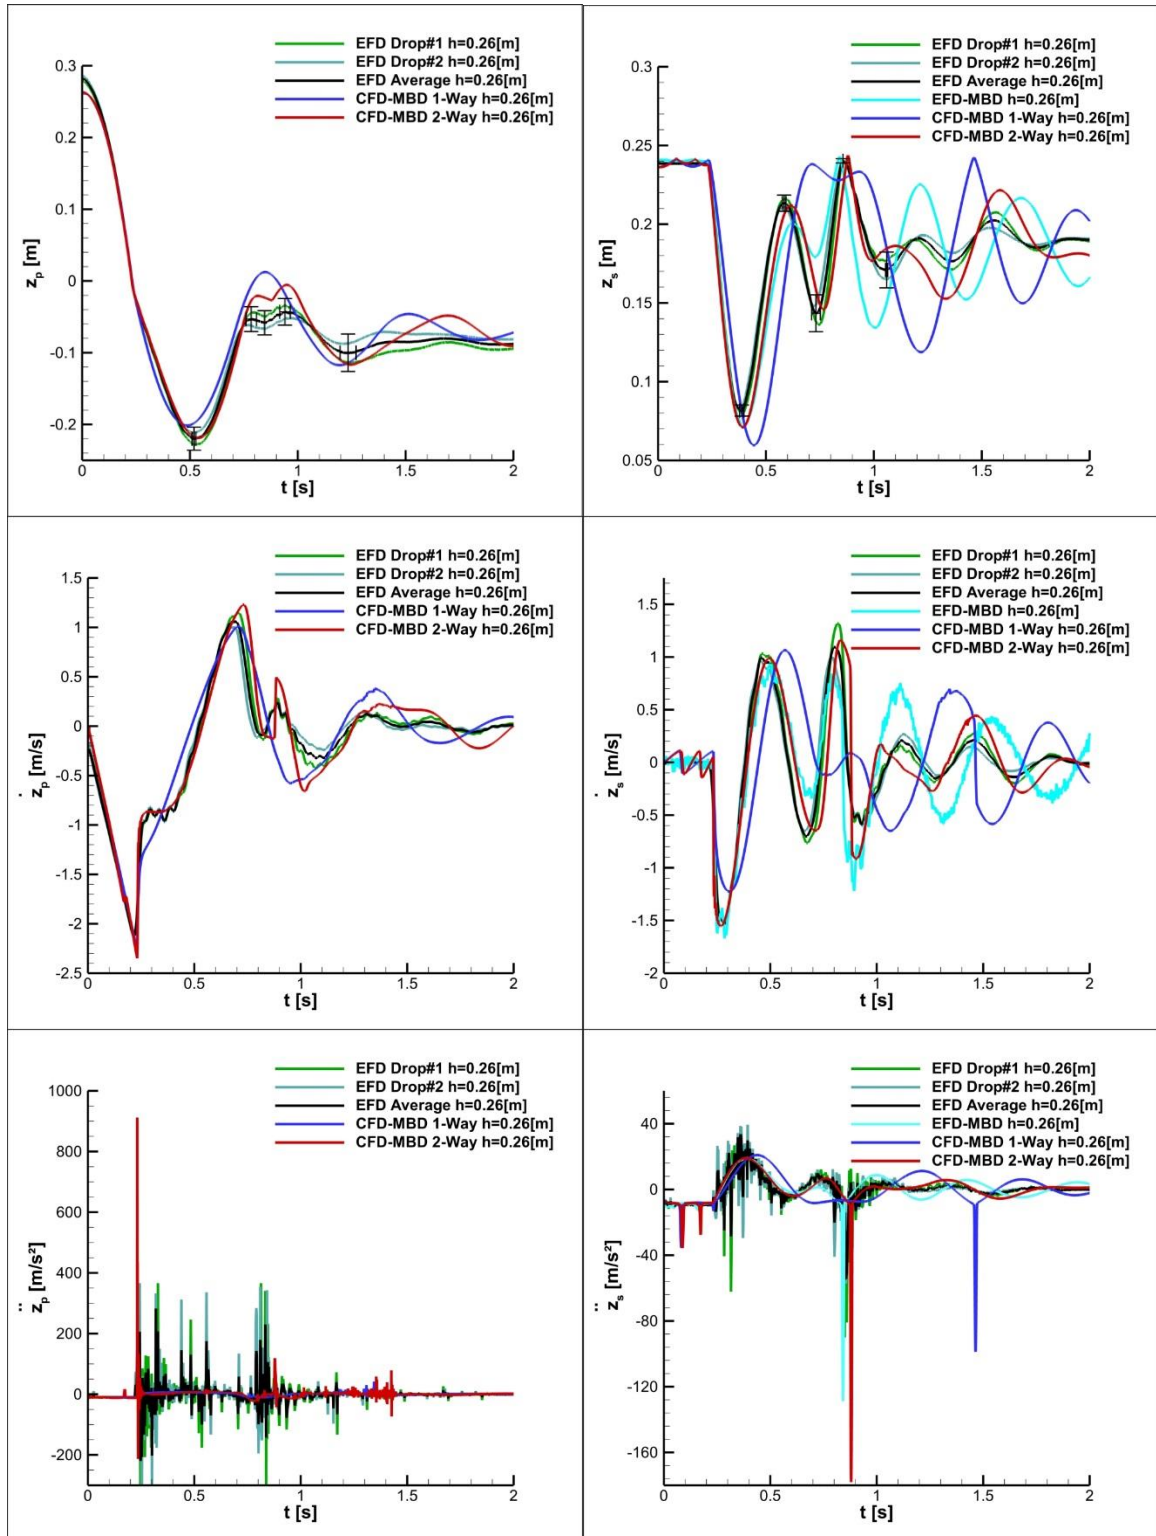 EFD Drop#1 h=0.26[m]
EFD Drop#2 h=0.26[m]
EFD Average h=0.26[m]
CFD-MBD 1-Way h=0.26[m]
CFD-MBD 2-Way h=0.26[m]
0.3
0.2
0.1
0
-0.1
-0.2
z_p [m]
0
0.5
1
1.5
2
t [s]
EFD Drop#1 h=0.26[m]
EFD Drop#2 h=0.26[m]
EFD Average h=0.26[m]
EFD-MBD h=0.26[m]
CFD-MBD 1-Way h=0.26[m]
CFD-MBD 2-Way h=0.26[m]
0.3
0.25
0.2
0.15
0.1
0.05
z_s [m]
0
0.5
1
1.5
2
t [s]
EFD Drop#1 h=0.26[m]
EFD Drop#2 h=0.26[m]
EFD Average h=0.26[m]
CFD-MBD 1-Way h=0.26[m]
CFD-MBD 2-Way h=0.26[m]
1.5
1
0.5
0
-0.5
-1
-1.5
-2
-2.5
ż_p [m/s]
0
0.5
1
1.5
2
t [s]
EFD Drop#1 h=0.26[m]
EFD Drop#2 h=0.26[m]
EFD Average h=0.26[m]
EFD-MBD h=0.26[m]
CFD-MBD 1-Way h=0.26[m]
CFD-MBD 2-Way h=0.26[m]
1.5
1
0.5
0
-0.5
-1
-1.5
-2
ż_s [m/s]
0
0.5
1
1.5
2
t [s]
EFD Drop#1 h=0.26[m]
EFD Drop#2 h=0.26[m]
EFD Average h=0.26[m]
CFD-MBD 1-Way h=0.26[m]
CFD-MBD 2-Way h=0.26[m]
1000
800
600
400
200
0
-200
z̈_p [m/s²]
0
0.5
1
1.5
2
t [s]
EFD Drop#1 h=0.26[m]
EFD Drop#2 h=0.26[m]
EFD Average h=0.26[m]
EFD-MBD h=0.26[m]
CFD-MBD 1-Way h=0.26[m]
CFD-MBD 2-Way h=0.26[m]
40
0
-40
-80
-120
-160
z̈_s [m/s²]
0
0.5
1
1.5
2
t [s]